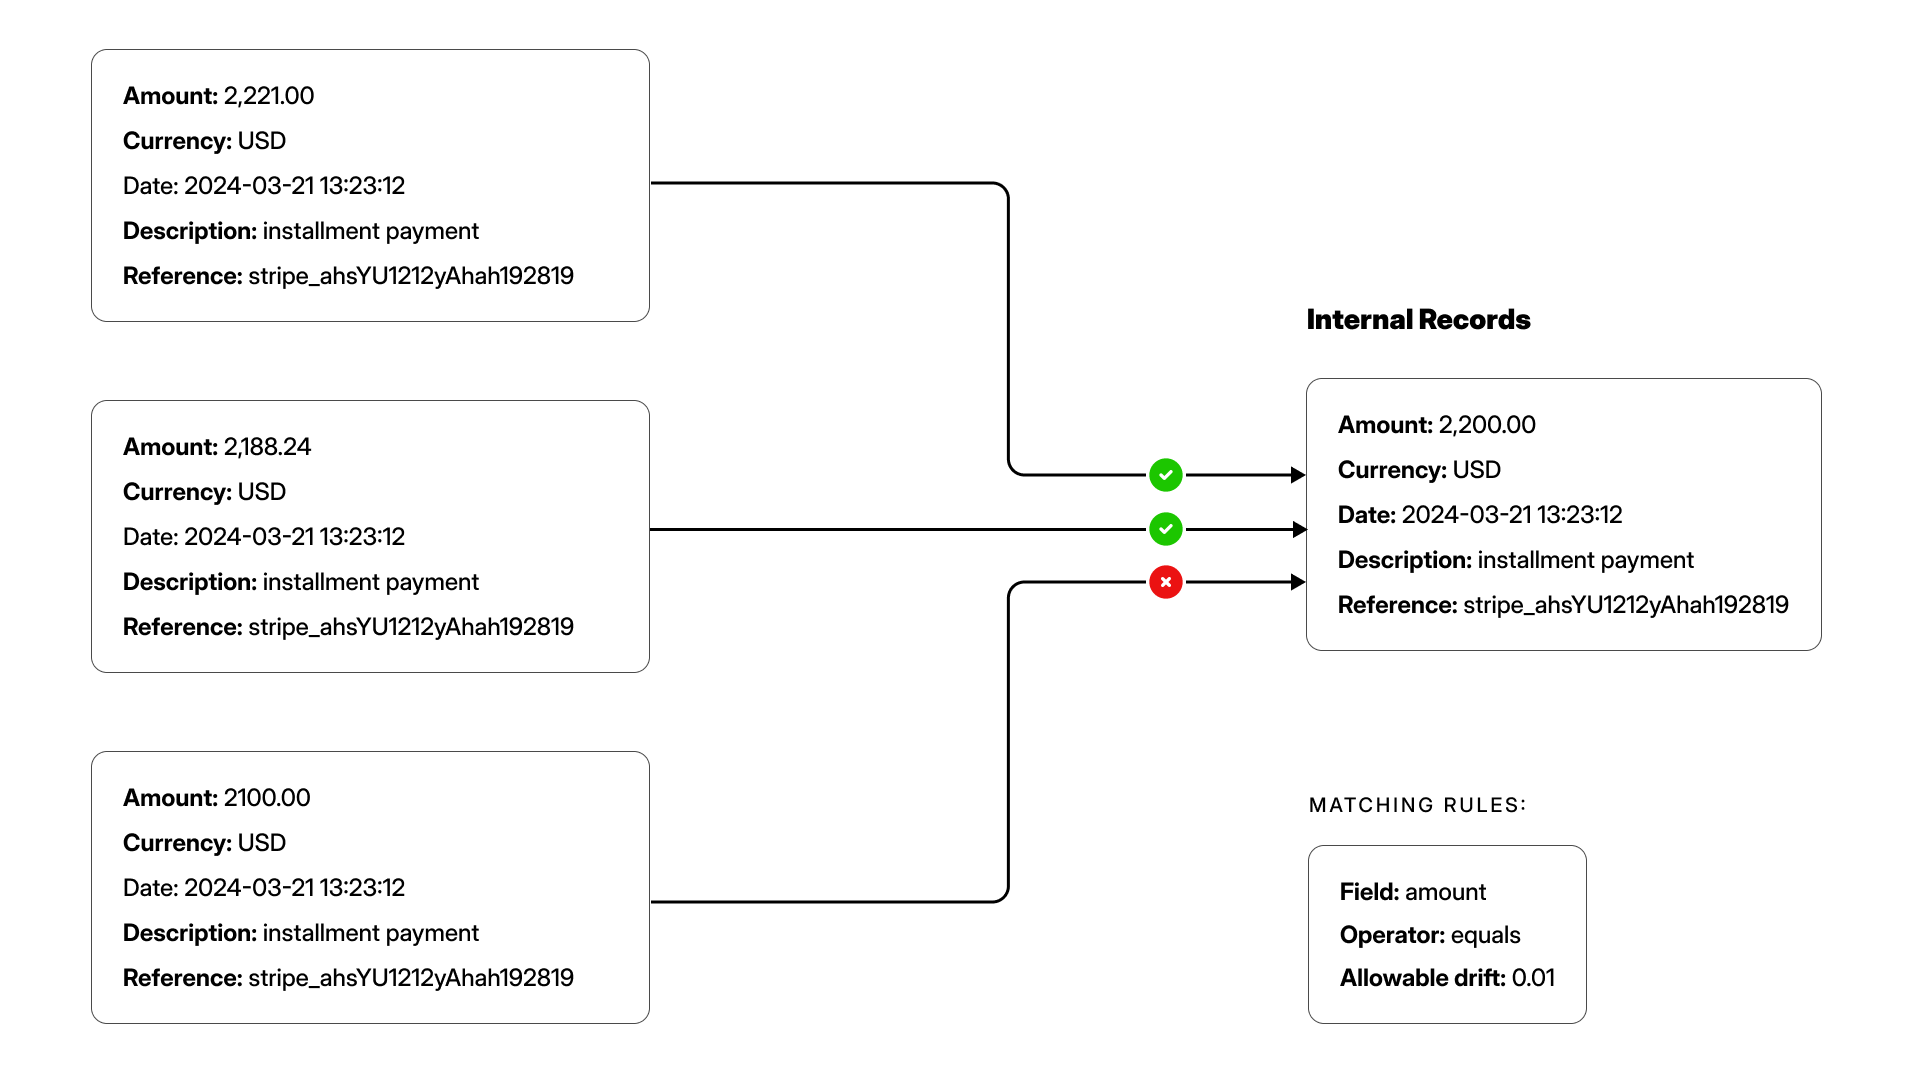 Amount: 2,221.00
Currency: USD
Date: 2024-03-21 13:23:12
Description: installment payment
Reference: stripe_ahsYU1212yAhah192819
Amount: 2,188.24
Currency: USD
Date: 2024-03-21 13:23:12
Description: installment payment
Reference: stripe_ahsYU1212yAhah192819
Amount: 2100.00
Currency: USD
Date: 2024-03-21 13:23:12
Description: installment payment
Reference: stripe_ahsYU1212yAhah192819
Internal Records
Amount: 2,200.00
Currency: USD
Date: 2024-03-21 13:23:12
Description: installment payment
Reference: stripe_ahsYU1212yAhah192819
MATCHING RULES:
Field: amount
Operator: equals
Allowable drift: 0.01